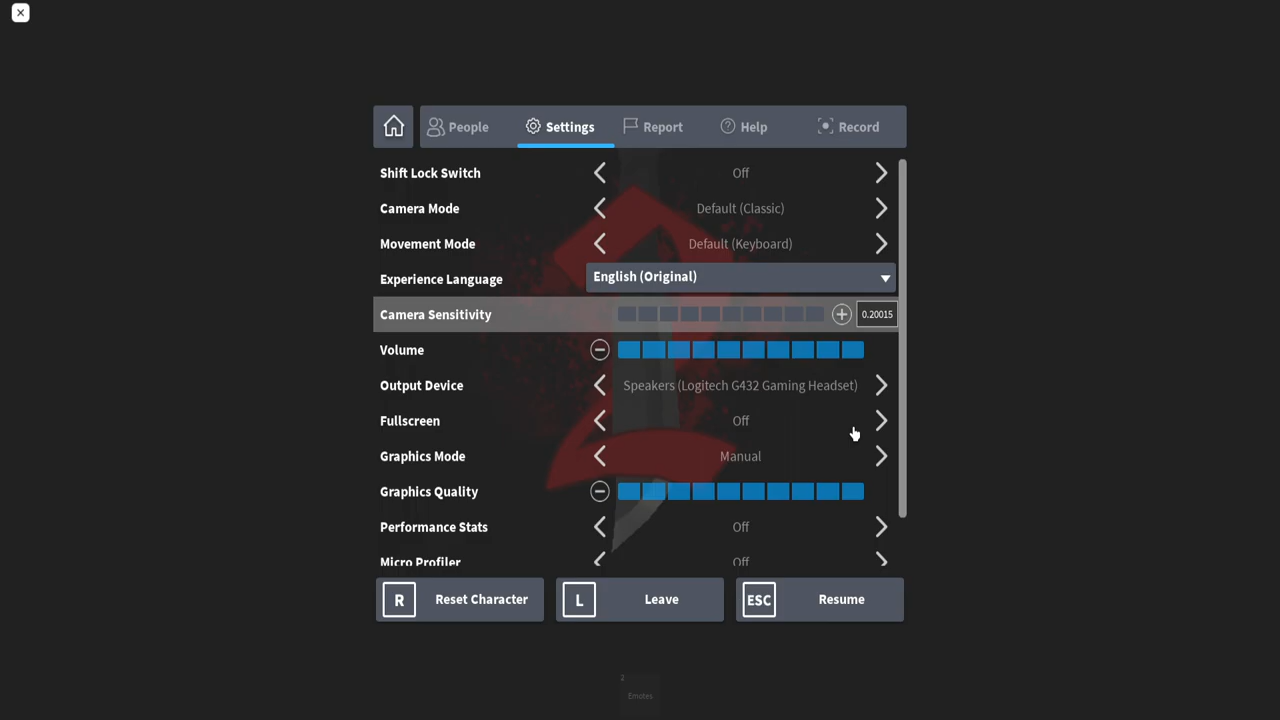 People
Settings
Report
Help
Record
Shift Lock Switch
Off
Camera Mode
Default (Classic)
Movement Mode
Default (Keyboard)
Experience Language
English (Original)
Camera Sensitivity
0.20015
Volume
Output Device
Speakers (Logitech G432 Gaming Headset)
Fullscreen
Off
Graphics Mode
Manual
Graphics Quality
Performance Stats
Off
Micro Profiler
Off
R
Reset Character
L
Leave
ESC
Resume
2
Emotes